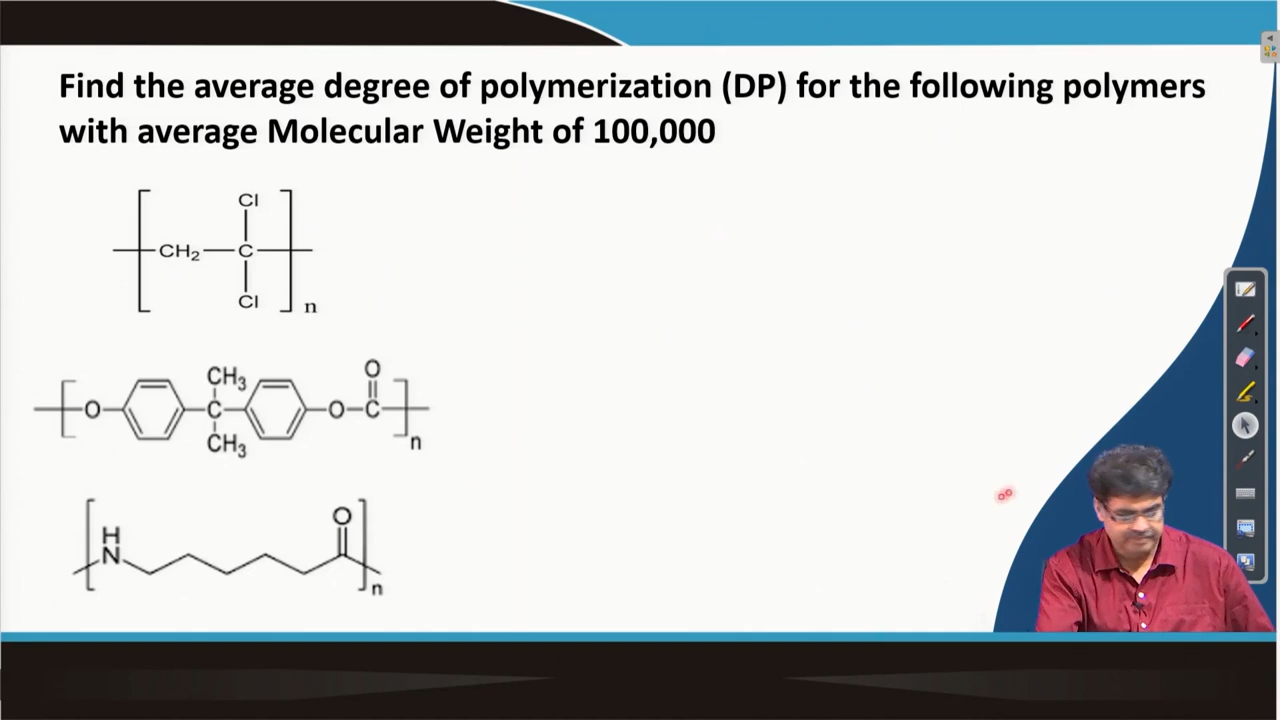 Find the average degree of polymerization (DP) for the following polymers
with average Molecular Weight of 100,000
Cl
CH₂ C
Cl
n
O
CH₃
O C O C
CH₃
n
O
H
N
n